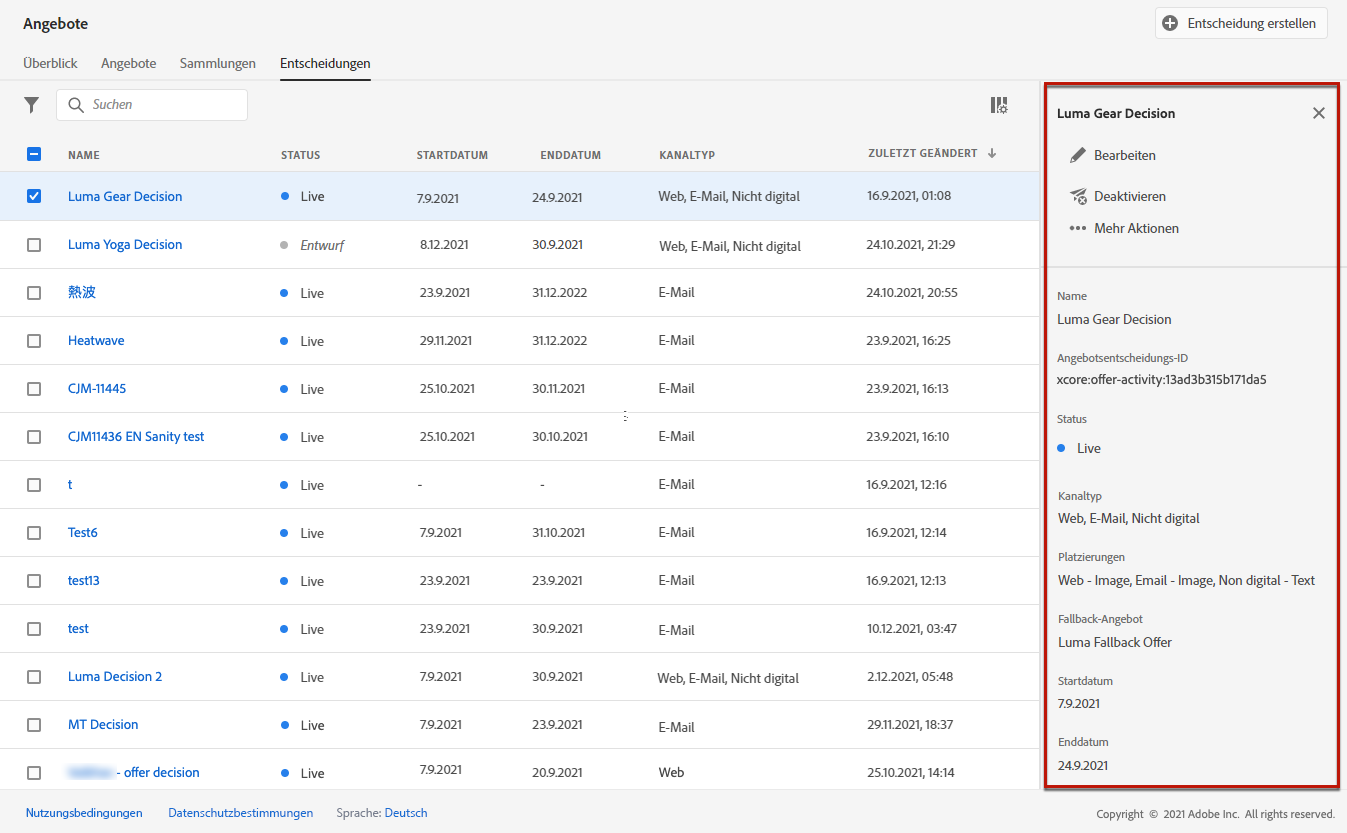 Angebote
Entscheidung erstellen
Überblick Angebote Sammlungen Entscheidungen
Suchen
NAME STATUS STARTDATUM ENDDATUM KANALTYP ZULETZT GEÄNDERT
Luma Gear Decision Live 7.9.2021 24.9.2021 Web, E-Mail, Nicht digital 16.9.2021, 01:08
Luma Yoga Decision Entwurf 8.12.2021 30.9.2021 Web, E-Mail, Nicht digital 24.10.2021, 21:29
熱波 Live 23.9.2021 31.12.2022 E-Mail 24.10.2021, 20:55
Heatwave Live 29.11.2021 31.12.2022 E-Mail 23.9.2021, 16:25
CJM-11445 Live 25.10.2021 30.11.2021 E-Mail 23.9.2021, 16:13
CJM11436 EN Sanity test Live 25.10.2021 30.10.2021 E-Mail 23.9.2021, 16:10
t Live - - E-Mail 16.9.2021, 12:16
Test6 Live 7.9.2021 31.10.2021 E-Mail 16.9.2021, 12:14
test13 Live 23.9.2021 23.9.2021 E-Mail 16.9.2021, 12:13
test Live 23.9.2021 30.9.2021 E-Mail 10.12.2021, 03:47
Luma Decision 2 Live 7.9.2021 30.9.2021 Web, E-Mail, Nicht digital 2.12.2021, 05:48
MT Decision Live 7.9.2021 23.9.2021 E-Mail 29.11.2021, 18:37
- offer decision Live 7.9.2021 20.9.2021 Web 25.10.2021, 14:14
Luma Gear Decision
Bearbeiten
Deaktivieren
Mehr Aktionen
Name
Luma Gear Decision
Angebotsentscheidungs-ID
xcore:offer-activity:13ad3b315b171da5
Status
Live
Kanaltyp
Web, E-Mail, Nicht digital
Platzierungen
Web - Image, Email - Image, Non digital - Text
Fallback-Angebot
Luma Fallback Offer
Startdatum
7.9.2021
Enddatum
24.9.2021
Nutzungsbedingungen Datenschutzbestimmungen Sprache: Deutsch
Copyright © 2021 Adobe Inc. All rights reserved.